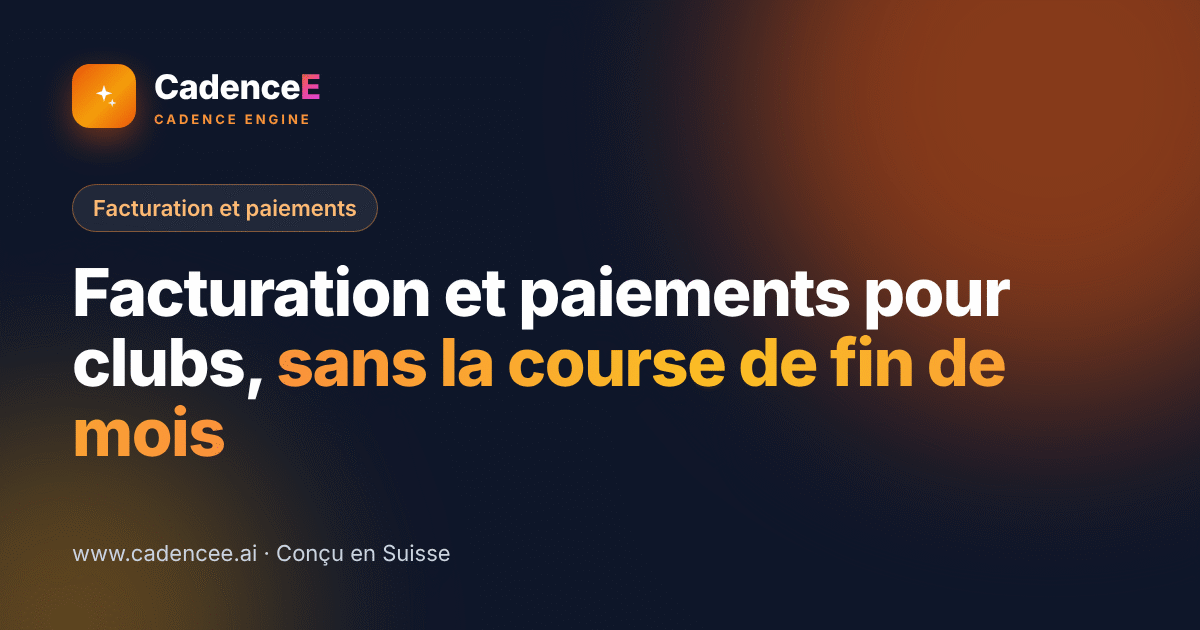 CadenceE
CADENCE ENGINE
Facturation et paiements
Facturation et paiements pour
clubs, sans la course de fin de
mois
www.cadencee.ai · Conçu en Suisse